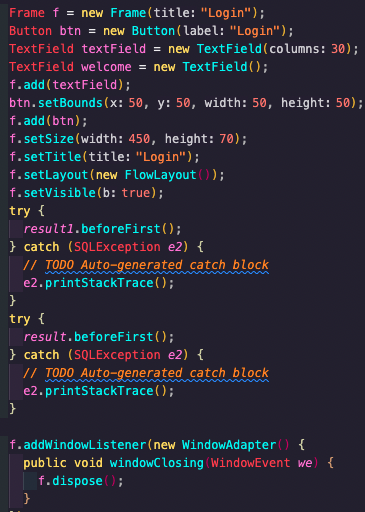 Frame f = new Frame(title: "Login");
Button btn = new Button(label: "Login");
TextField textField = new TextField(columns: 30);
TextField welcome = new TextField();
f.add(textField);
btn.setBounds(x: 50, y: 50, width: 50, height: 50);
f.add(btn);
f.setSize(width: 450, height: 70);
f.setTitle(title: "Login");
f.setLayout(new FlowLayout());
f.setVisible(b: true);
try {
result1.beforeFirst();
} catch (SQLException e2) {
// TODO Auto-generated catch block
e2.printStackTrace();
}
try {
result.beforeFirst();
} catch (SQLException e2) {
// TODO Auto-generated catch block
e2.printStackTrace();
}
f.addWindowListener(new WindowAdapter() {
public void windowClosing(WindowEvent we) {
f.dispose();
}